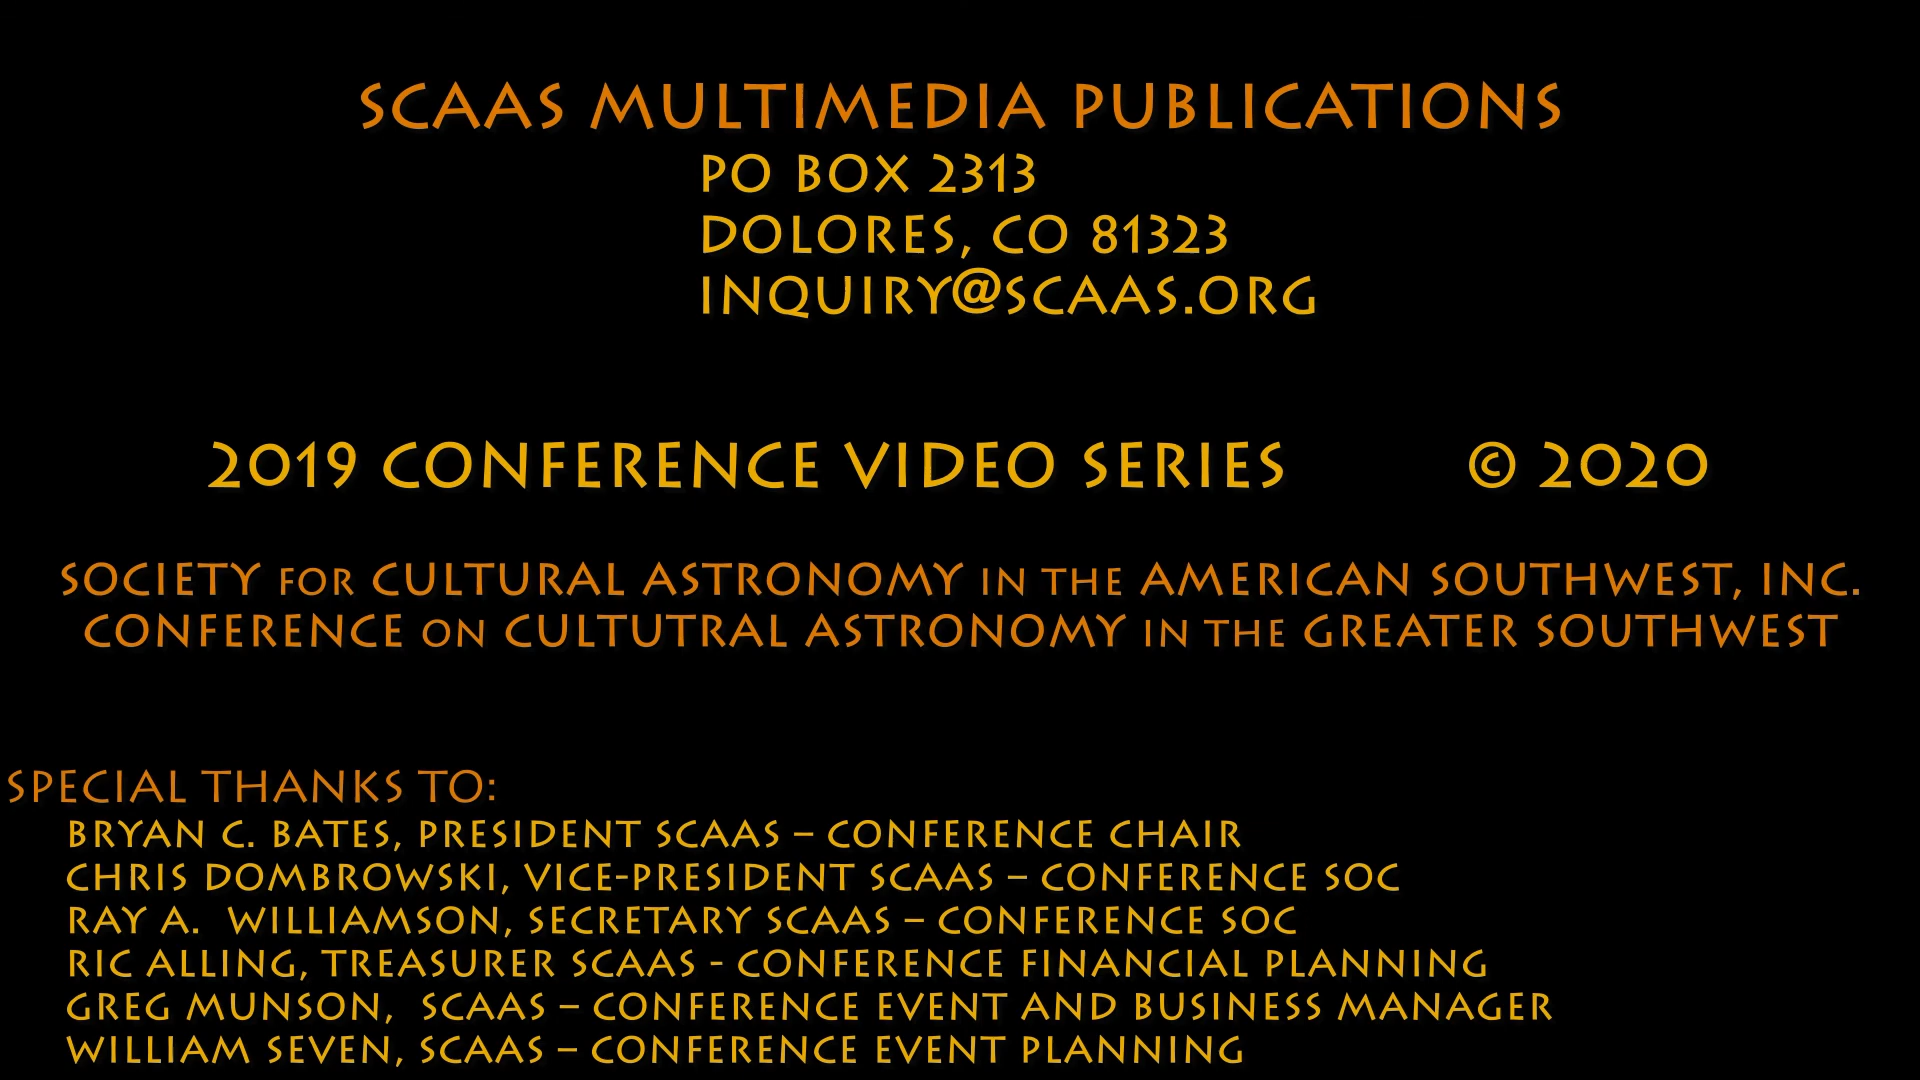 SCAAS MULTIMEDIA PUBLICATIONS
PO BOX 2313
DOLORES, CO 81323
INQUIRY@SCAAS.ORG
2019 CONFERENCE VIDEO SERIES © 2020
SOCIETY FOR CULTURAL ASTRONOMY IN THE AMERICAN SOUTHWEST, INC.
CONFERENCE ON CULTUTRAL ASTRONOMY IN THE GREATER SOUTHWEST
SPECIAL THANKS TO:
BRYAN C. BATES, PRESIDENT SCAAS – CONFERENCE CHAIR
CHRIS DOMBROWSKI, VICE-PRESIDENT SCAAS – CONFERENCE SOC
RAY A.  WILLIAMSON, SECRETARY SCAAS – CONFERENCE SOC
RIC ALLING, TREASURER SCAAS - CONFERENCE FINANCIAL PLANNING
GREG MUNSON,  SCAAS – CONFERENCE EVENT AND BUSINESS MANAGER
WILLIAM SEVEN, SCAAS – CONFERENCE EVENT PLANNING